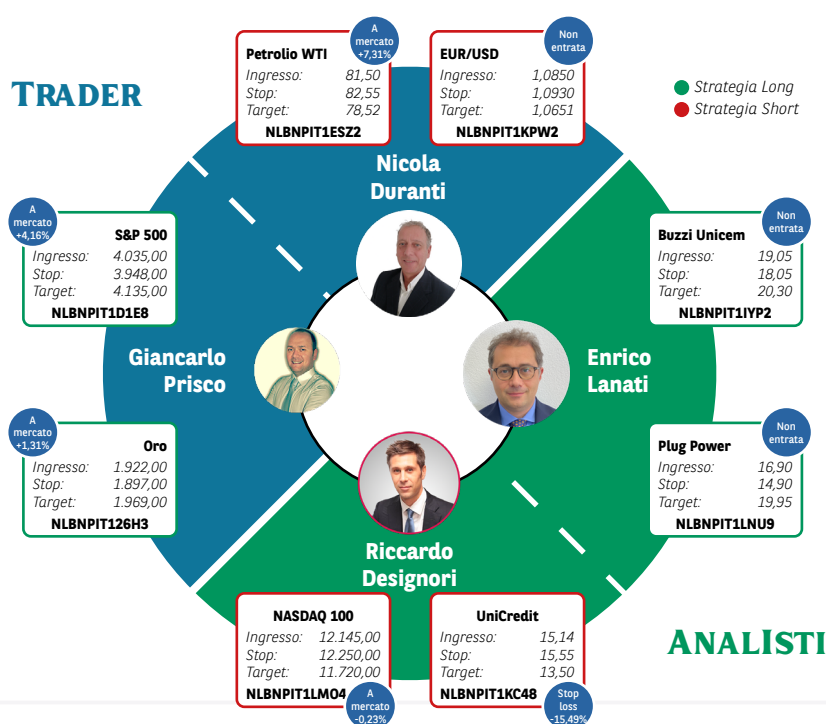 TRADER
Petrolio WTI
A
mercato
+7,31%
Ingresso: 81,50
Stop: 82,55
Target: 78,52
NLBNPIT1ESZ2
EUR/USD
Non
entrata
Ingresso: 1,0850
Stop: 1,0930
Target: 1,0651
NLBNPIT1KPW2
Strategia Long
Strategia Short
Nicola
Duranti
A
mercato
+4,16%
S&P 500
Ingresso: 4.035,00
Stop: 3.948,00
Target: 4.135,00
NLBNPIT1D1E8
Buzzi Unicem
Non
entrata
Ingresso: 19,05
Stop: 18,05
Target: 20,30
NLBNPIT1IYP2
Giancarlo
Prisco
Enrico
Lanati
A
mercato
+1,31%
Oro
Ingresso: 1.922,00
Stop: 1.897,00
Target: 1.969,00
NLBNPIT126H3
Plug Power
Non
entrata
Ingresso: 16,90
Stop: 14,90
Target: 19,95
NLBNPIT1LNU9
Riccardo
Designori
NASDAQ 100
Ingresso: 12.145,00
Stop: 12.250,00
Target: 11.720,00
NLBNPIT1LMO4
A
mercato
-0,23%
UniCredit
Ingresso: 15,14
Stop: 15,55
Target: 13,50
NLBNPIT1KC48
Stop
loss
-15,49%
ANALISTI